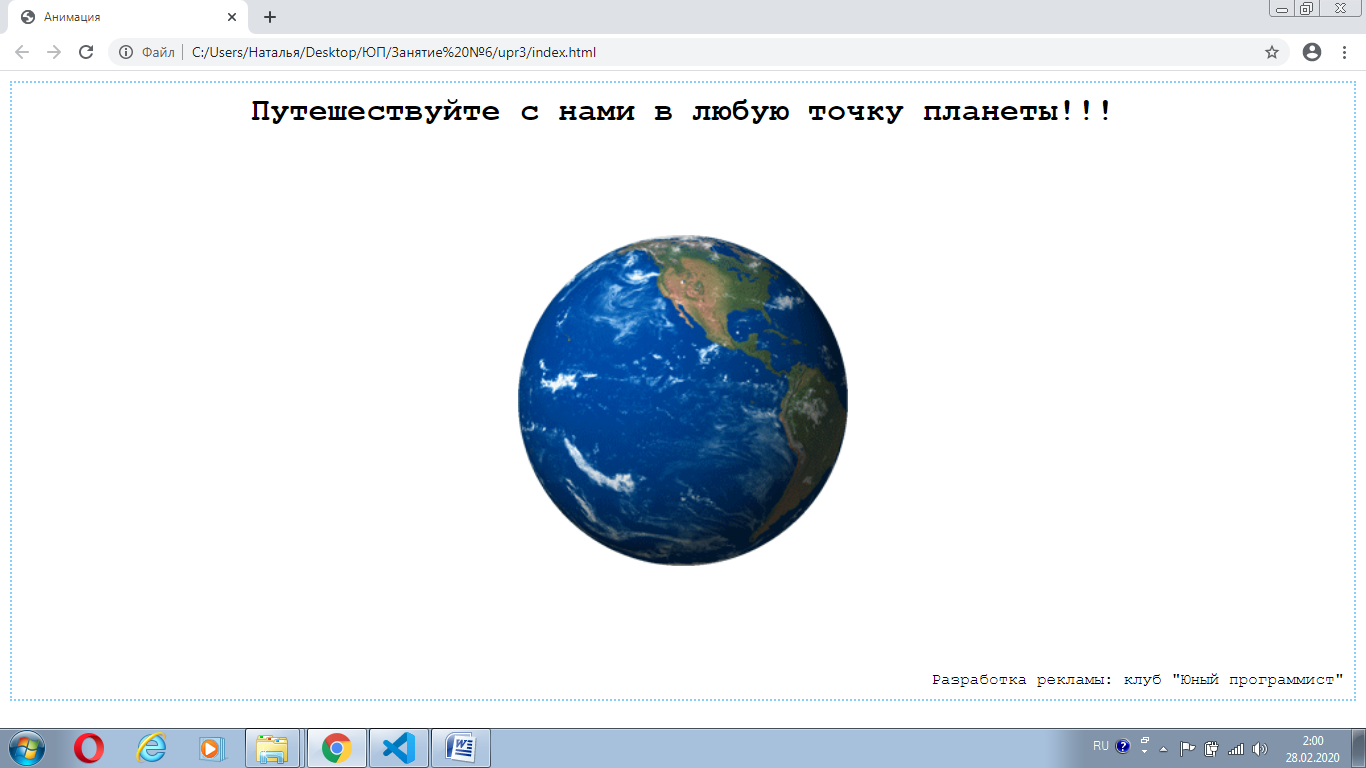 Анимация
Файл
C:/Users/Наталья/Desktop/ЮП/Занятие%20№6/upr3/index.html
Путешествуйте с нами в любую точку планеты!!!
Разработка рекламы: клуб "Юный программист"
RU
2:00
28.02.2020